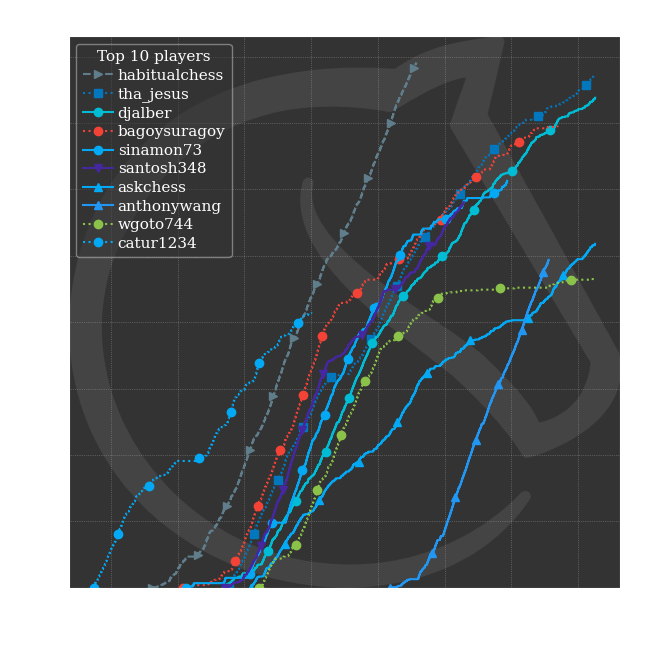 Top 10 players
habitualchess
tha_jesus
djalber
bagoysuragoy
sinamon73
santosh348
askchess
anthonywang
wgoto744
catur1234